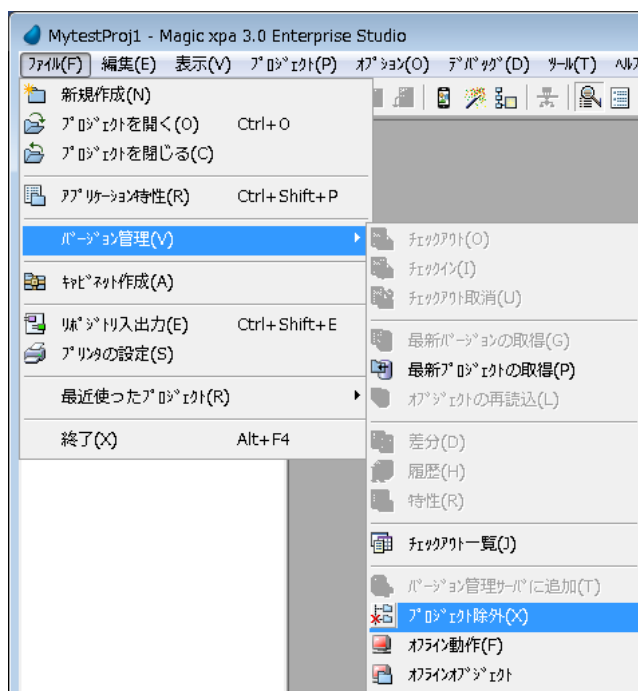 MytestProj1 - Magic xpa 3.0 Enterprise Studio
ﾌｧｲﾙ(F) 編集(E) 表示(V) ﾌﾟﾛｼﾞｪｸﾄ(P) ｵﾌﾟｼｮﾝ(O) ﾃﾞﾊﾞｯｸﾞ(D) ﾂｰﾙ(T) ﾍﾙﾌ
新規作成(N)
ﾌﾟﾛｼﾞｪｸﾄを開く(O) Ctrl+O
ﾌﾟﾛｼﾞｪｸﾄを閉じる(C)
ｱﾌﾟﾘｹｰｼｮﾝ特性(R) Ctrl+Shift+P
ﾊﾞｰｼﾞｮﾝ管理(V)
ｷｬﾋﾞﾈｯﾄ作成(A)
ﾘﾎﾟｼﾞﾄﾘ入出力(E) Ctrl+Shift+E
ﾌﾟﾘﾝﾀの設定(S)
最近使ったﾌﾟﾛｼﾞｪｸﾄ(R)
終了(X) Alt+F4
ﾁｪｯｸｱｳﾄ(O)
ﾁｪｯｸｲﾝ(I)
ﾁｪｯｸｱｳﾄ取消(U)
最新ﾊﾞｰｼﾞｮﾝの取得(G)
最新ﾌﾟﾛｼﾞｪｸﾄの取得(P)
ｵﾌﾞｼﾞｪｸﾄの再読込(L)
差分(D)
履歴(H)
特性(R)
ﾁｪｯｸｱｳﾄ一覧(J)
ﾊﾞｰｼﾞｮﾝ管理ｻｰﾊﾞに追加(T)
ﾌﾟﾛｼﾞｪｸﾄ除外(X)
ｵﾌﾗｲﾝ動作(F)
ｵﾌﾗｲﾝｵﾌﾞｼﾞｪｸﾄ